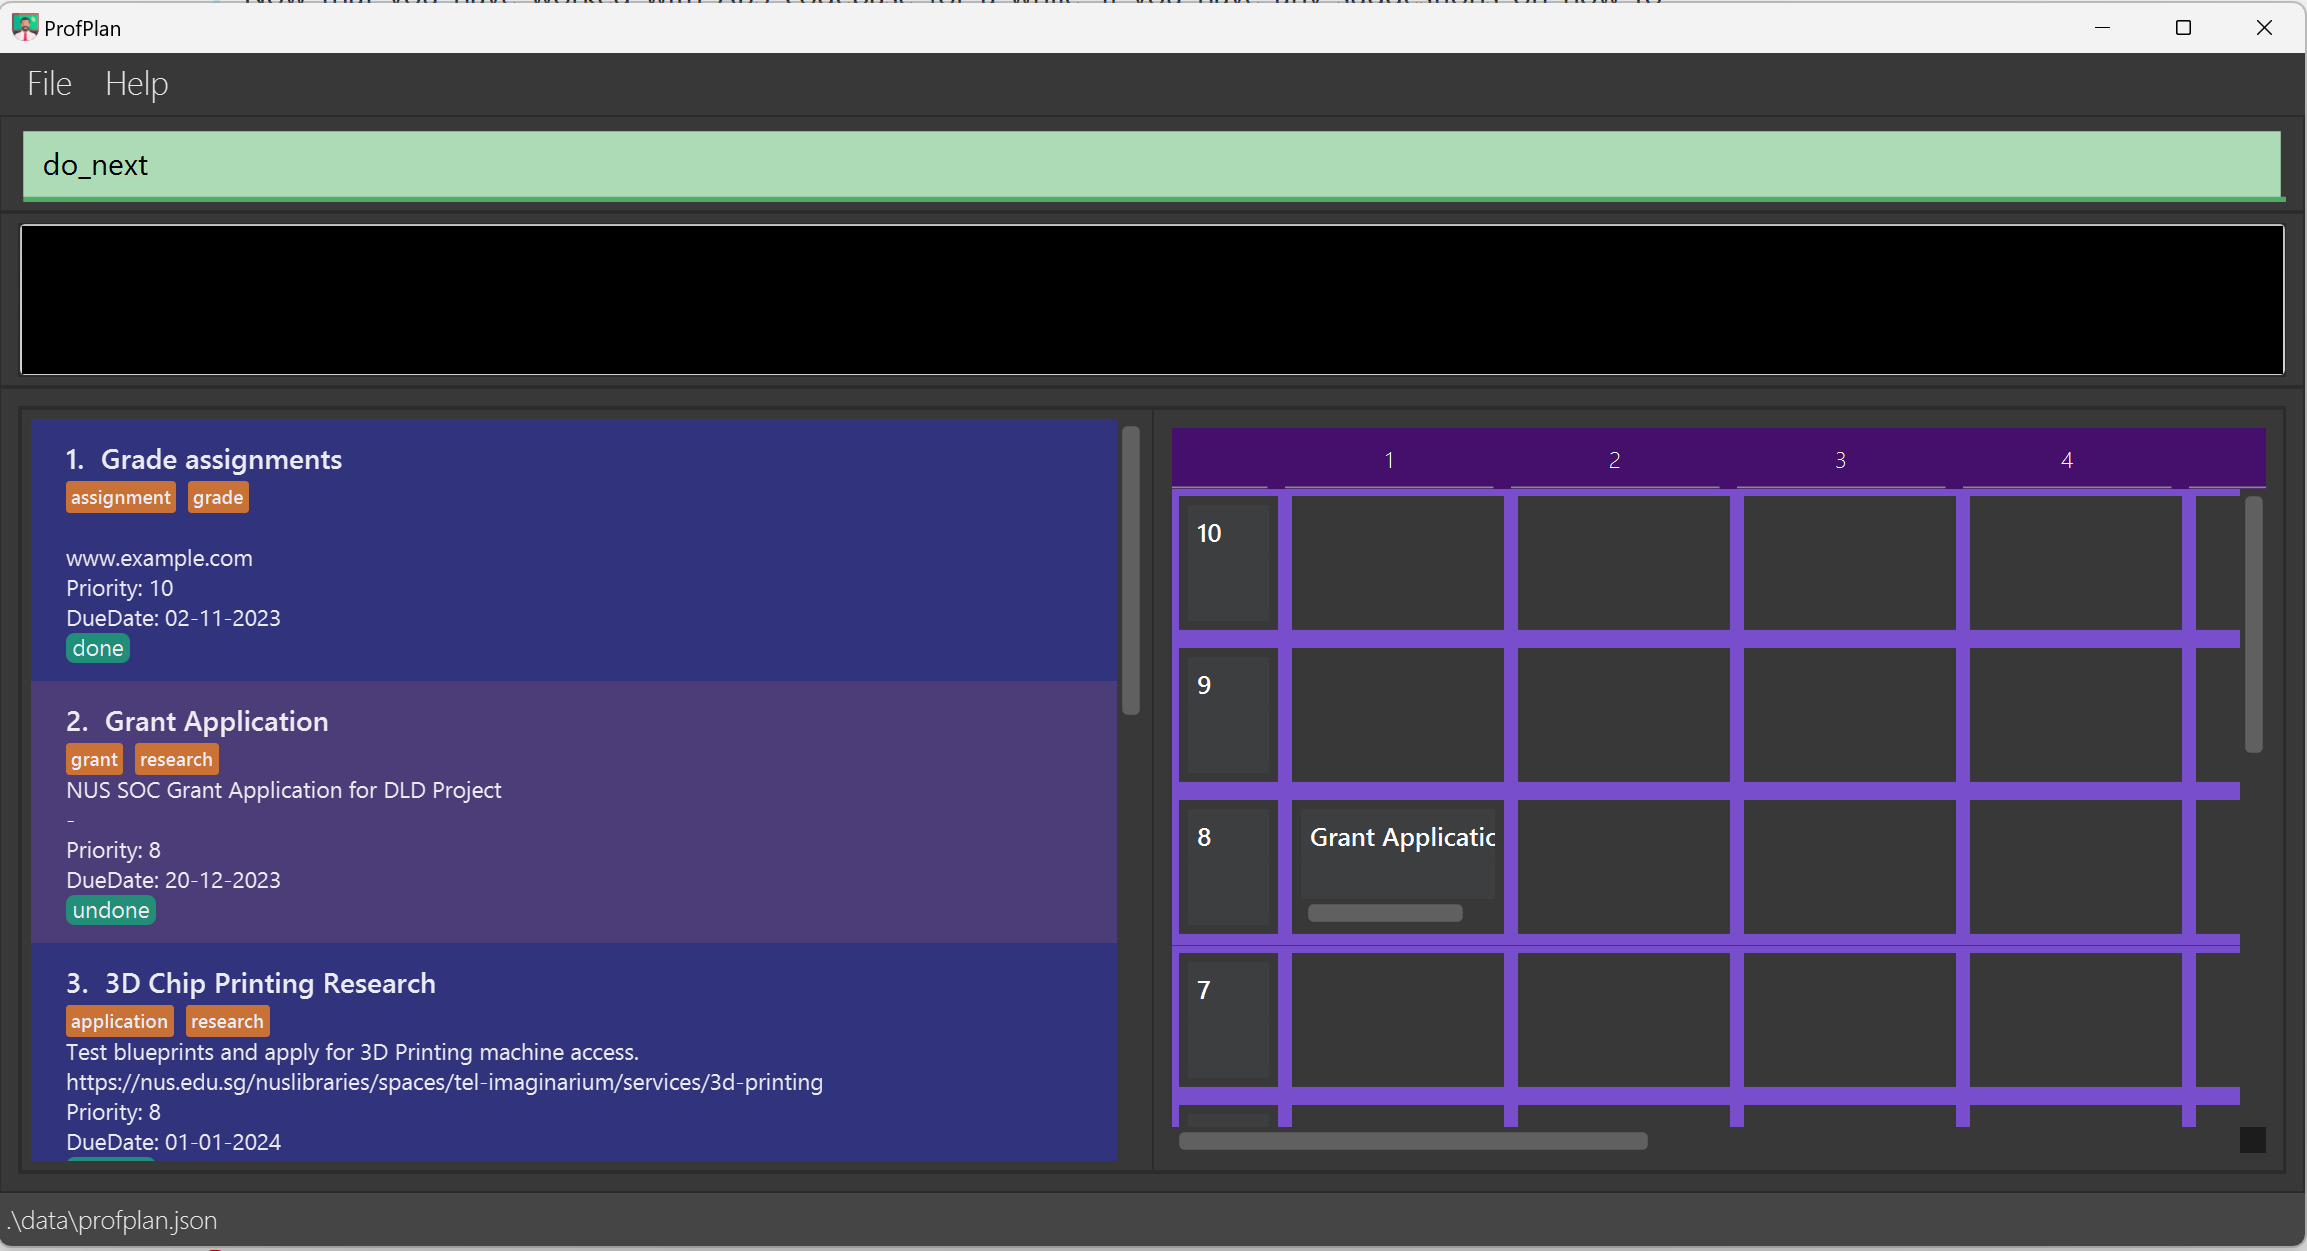 ProfPlan
File Help
do_next
1. Grade assignments
assignment grade
www.example.com
Priority: 10
DueDate: 02-11-2023
done
2. Grant Application
grant research
NUS SOC Grant Application for DLD Project
-
Priority: 8
DueDate: 20-12-2023
undone
3. 3D Chip Printing Research
application research
Test blueprints and apply for 3D Printing machine access.
https://nus.edu.sg/nuslibraries/spaces/tel-imaginarium/services/3d-printing
Priority: 8
DueDate: 01-01-2024
1 2 3 4
10
9
8 Grant Applicatic
7
.\data\profplan.json